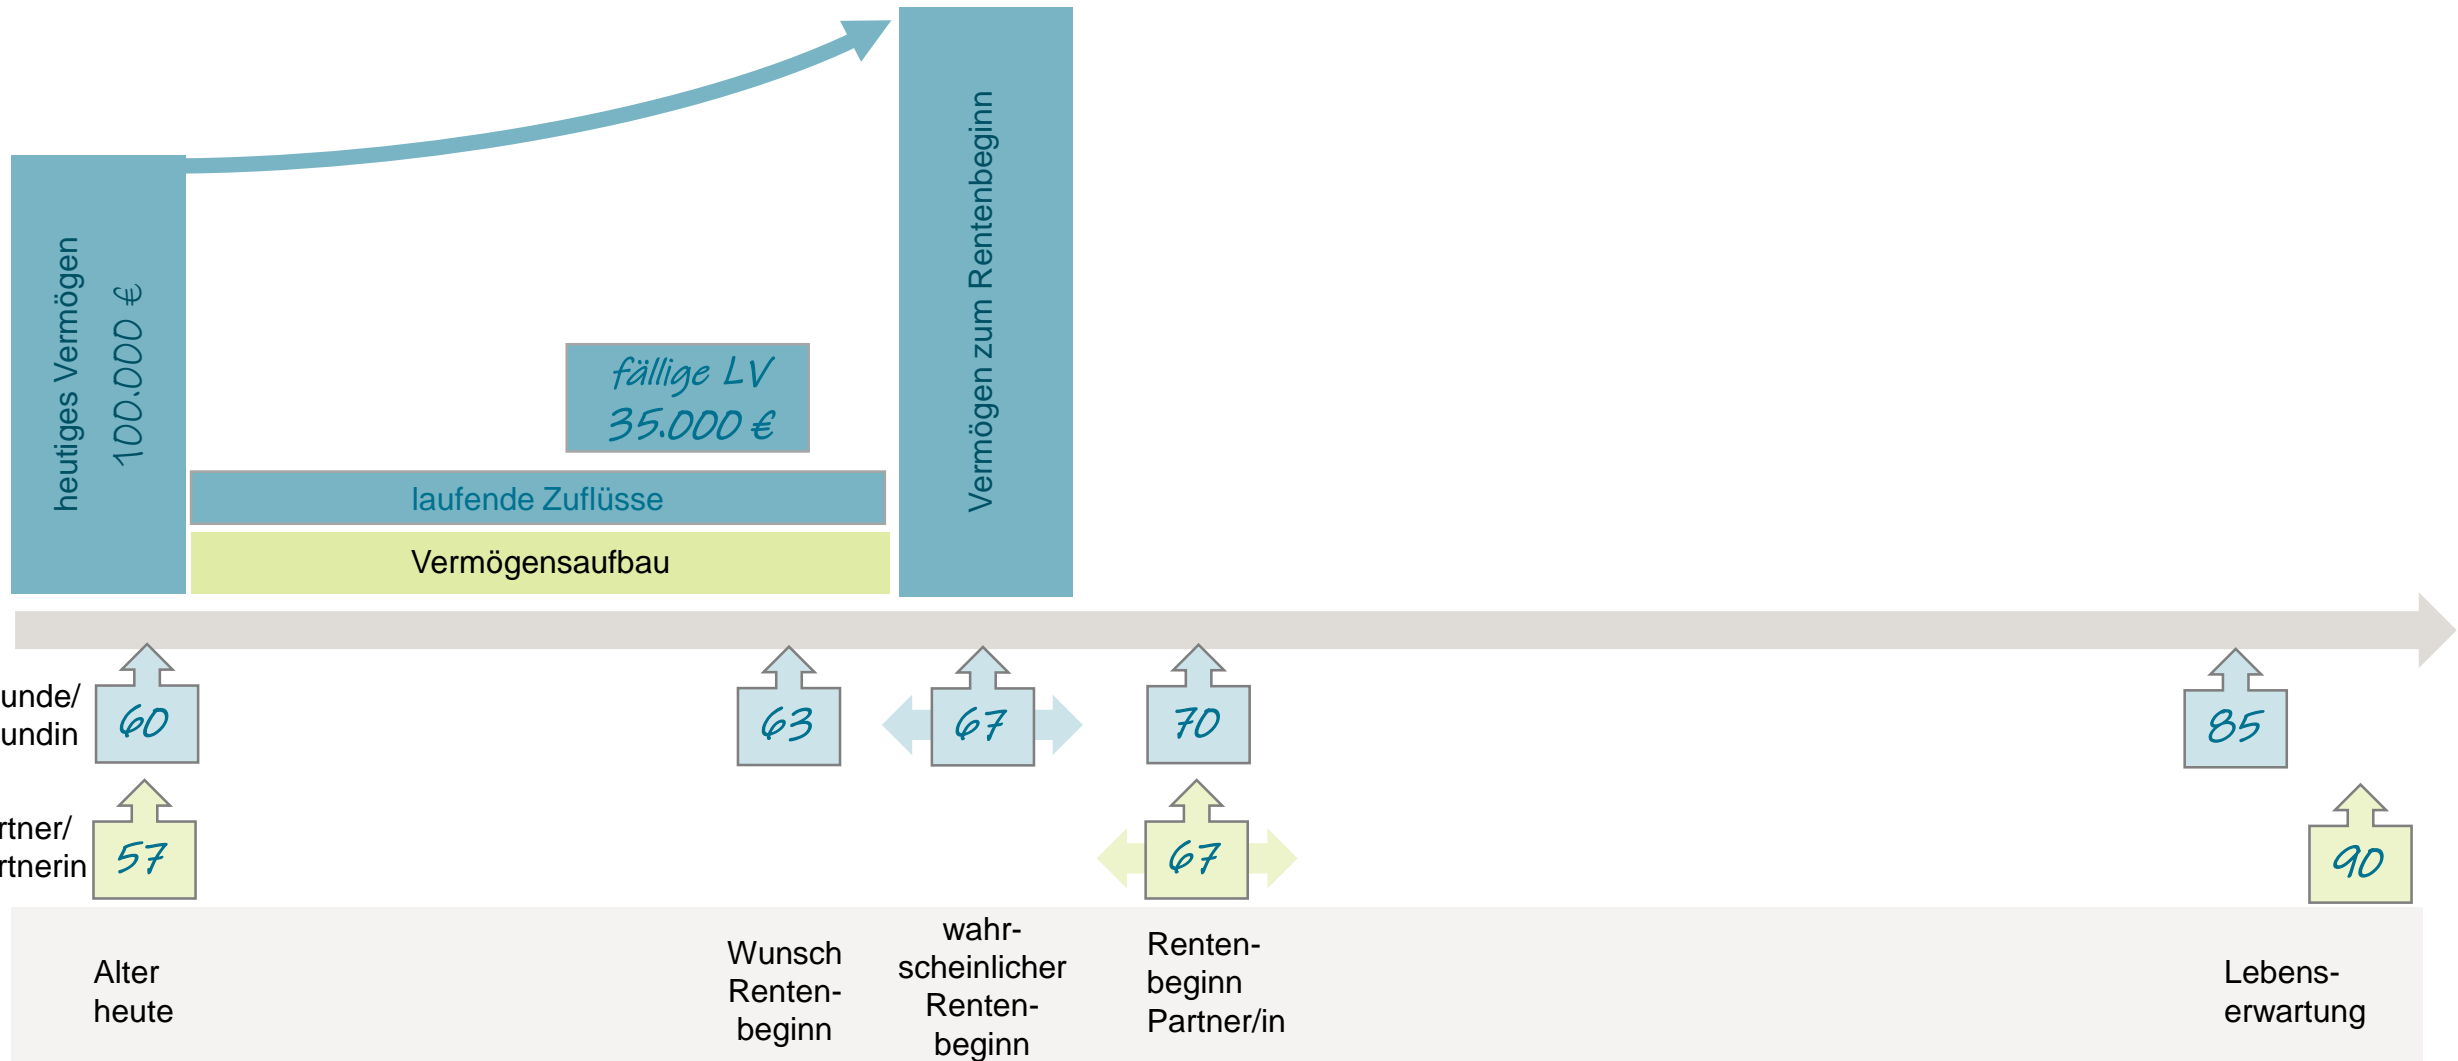 heutiges Vermögen
100.000 €
fällige LV
35.000 €
laufende Zuflüsse
Vermögensaufbau
Vermögen zum Rentenbeginn
unde/
undin
60
63
67
70
85
rtner/
rtnerin
57
67
90
Alter
heute
Wunsch
Renten-
beginn
wahr-
scheinlicher
Renten-
beginn
Renten-
beginn
Partner/in
Lebens-
erwartung